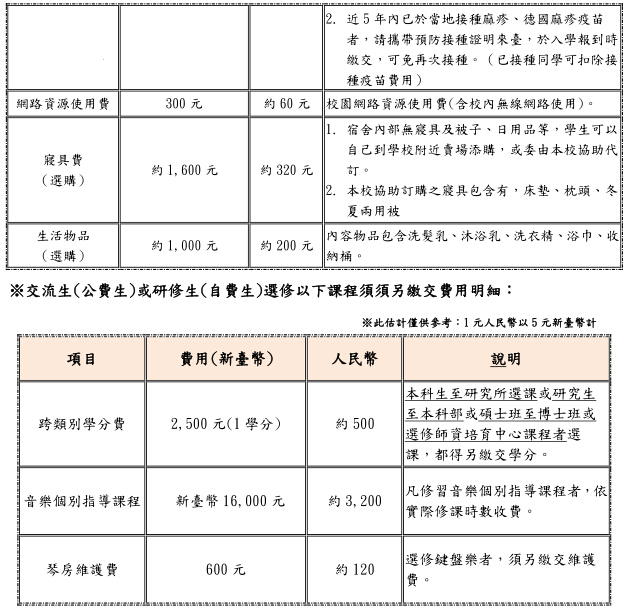 2. 近5年內已於當地接種麻疹、德國麻疹疫苗
者，請攜帶預防接種證明來臺，於入學報到時
繳交，可免再次接種。（已接種同學可扣除接
種疫苗費用）
網路資源使用費 300 元 約 60 元 校園網路資源使用費(含校內無線網路使用)。
寢具費
（選購）
約 1,600 元 約 320 元
1. 宿舍內部無寢具及被子、日用品等，學生可以
自己到學校附近賣場添購，或委由本校協助代
訂。
2. 本校協助訂購之寢具包含有，床墊、枕頭、冬
夏兩用被
生活物品
（選購）
約 1,000 元 約 200 元
內容物品包含洗髮乳、沐浴乳、洗衣精、浴巾、收
納桶。
※交流生(公費生)或研修生(自費生)選修以下課程須須另繳交費用明細：
※此估計僅供參考：1 元人民幣以 5 元新臺幣計
項目 費用(新臺幣) 人民幣 說明
跨類別學分費 2,500 元(1 學分) 約 500
本科生至研究所選課或研究生
至本科部或碩士班至博士班或
選修師資培育中心課程者選
課，都得另繳交學分。
音樂個別指導課程 新臺幣 16,000 元 約 3,200
凡修習音樂個別指導課程者，依
實際修課時數收費。
琴房維護費 600 元 約 120
選修鍵盤樂者，須另繳交維護
費。